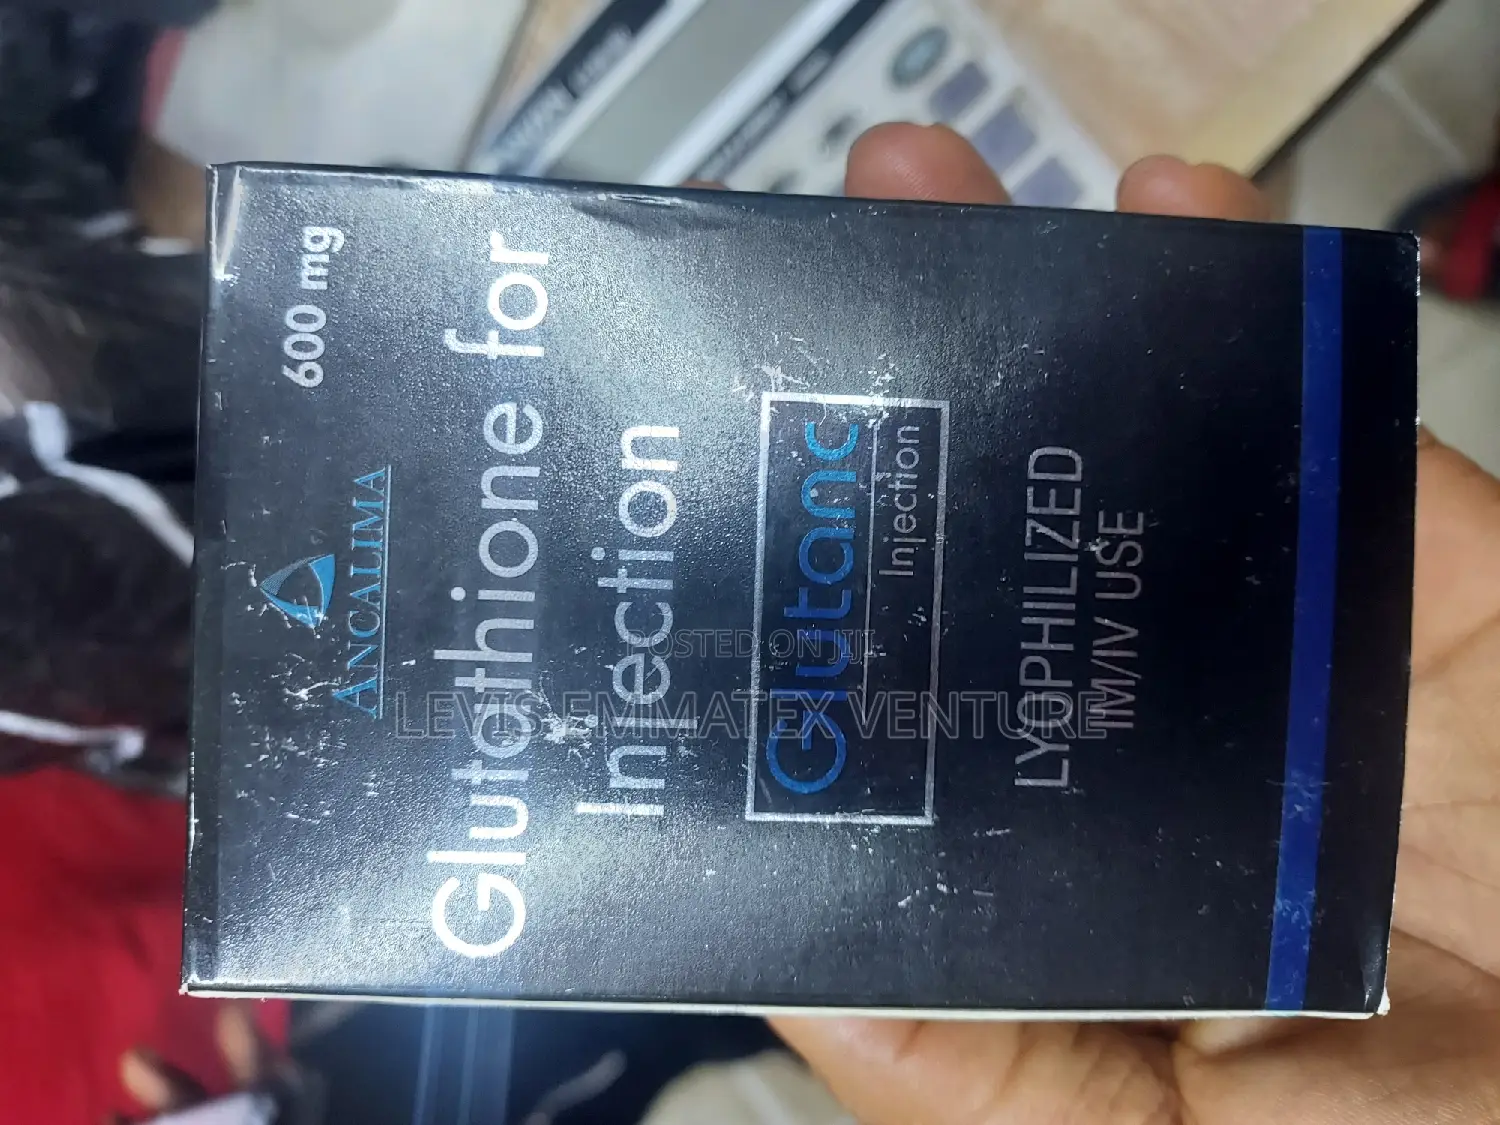 600 mg
ANCALIMA
Glutathione for
Injection
Glutanc
Injection
LYOPHILIZED
IM/IV USE
POSTED ON JIJI
LEVIS EMMATEX VENTURE